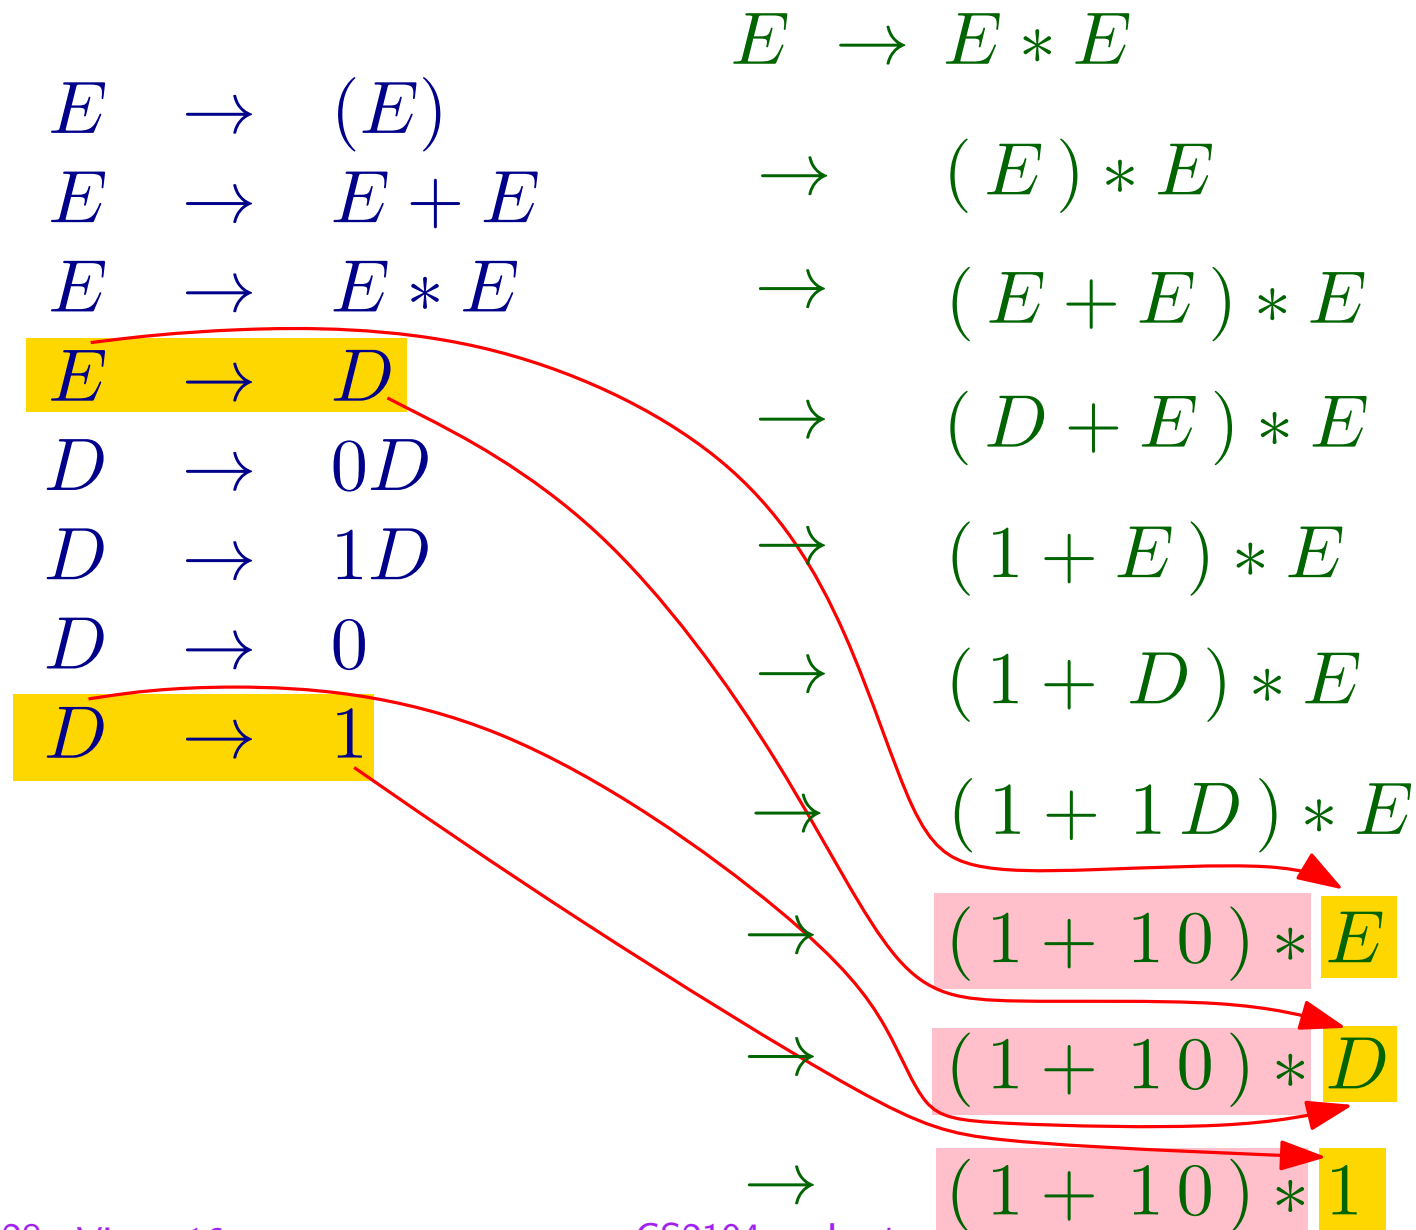 E → (E)
E → E + E
E → E ∗ E
E → D
D → 0D
D → 1D
D → 0
D → 1
E → E ∗ E
→ ( E ) ∗ E
→ ( E + E ) ∗ E
→ ( D + E ) ∗ E
→ ( 1 + E ) ∗ E
→ ( 1 + D ) ∗ E
→ ( 1 + 1 D ) ∗ E
→ ( 1 + 1 0 ) ∗ E
→ ( 1 + 1 0 ) ∗ D
→ ( 1 + 1 0 ) ∗ 1